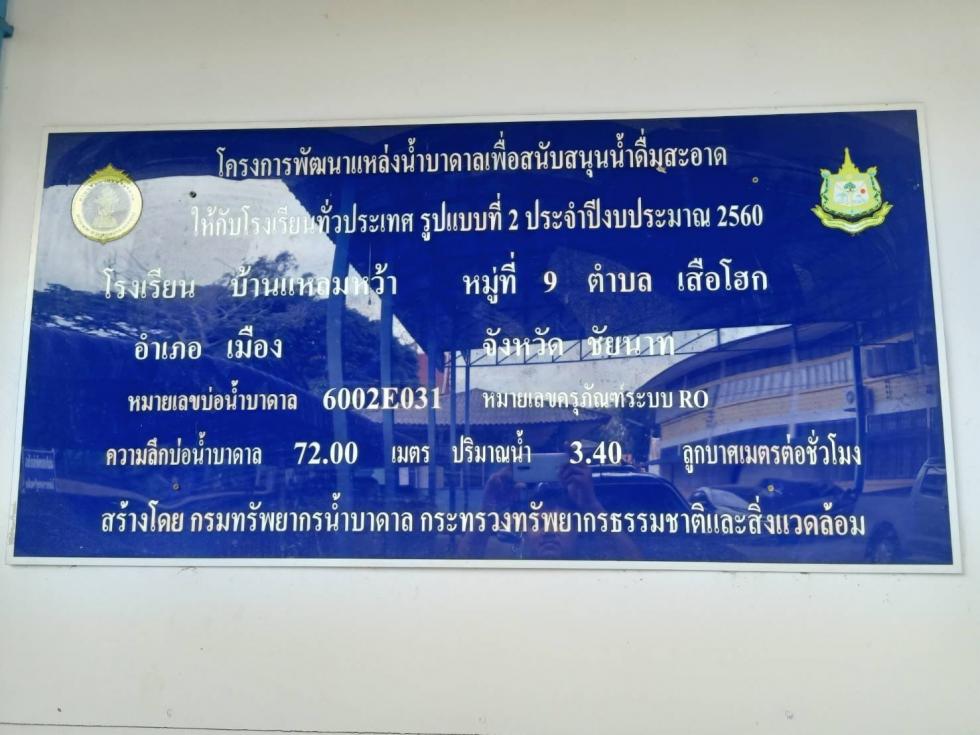 โครงการพัฒนาแหล่งน้ำบาดาลเพื่อสนับสนุนน้ำดื่มสะอาด
ให้กับโรงเรียนทั่วประเทศ รูปแบบที่ 2 ประจำปีงบประมาณ 2560
โรงเรียน บ้านแหลมหว้า หมู่ที่ 9 ตำบล เสือโฮก
อำเภอ เมือง จังหวัด ชัยนาท
หมายเลขบ่อน้ำบาดาล 6002E031 หมายเลขครุภัณฑ์ระบบ RO
ความลึกบ่อน้ำบาดาล 72.00 เมตร ปริมาณน้ำ 3.40 ลูกบาศเมตรต่อชั่วโมง
สร้างโดย กรมทรัพยากรน้ำบาดาล กระทรวงทรัพยากรธรรมชาติและสิ่งแวดล้อม